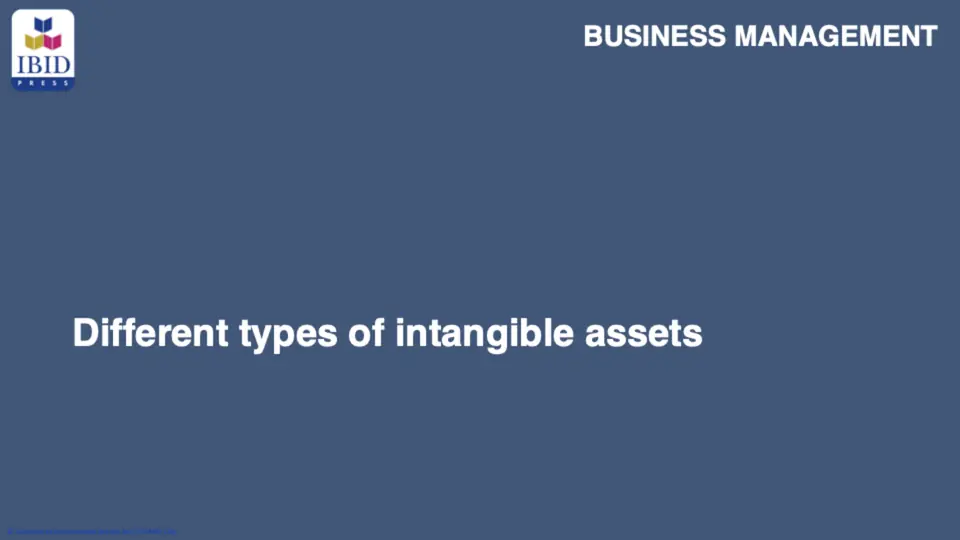 IBID
PRESS
BUSINESS MANAGEMENT
Different types of intangible assets